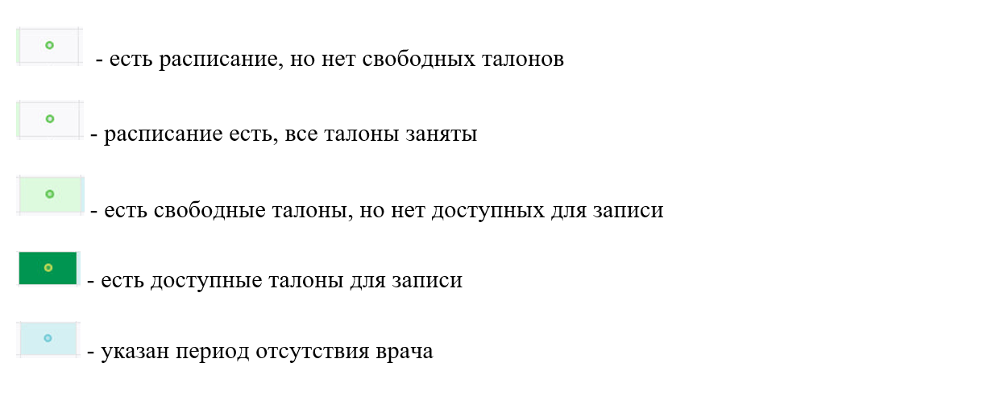 - есть расписание, но нет свободных талонов
- расписание есть, все талоны заняты
- есть свободные талоны, но нет доступных для записи
- есть доступные талоны для записи
- указан период отсутствия врача